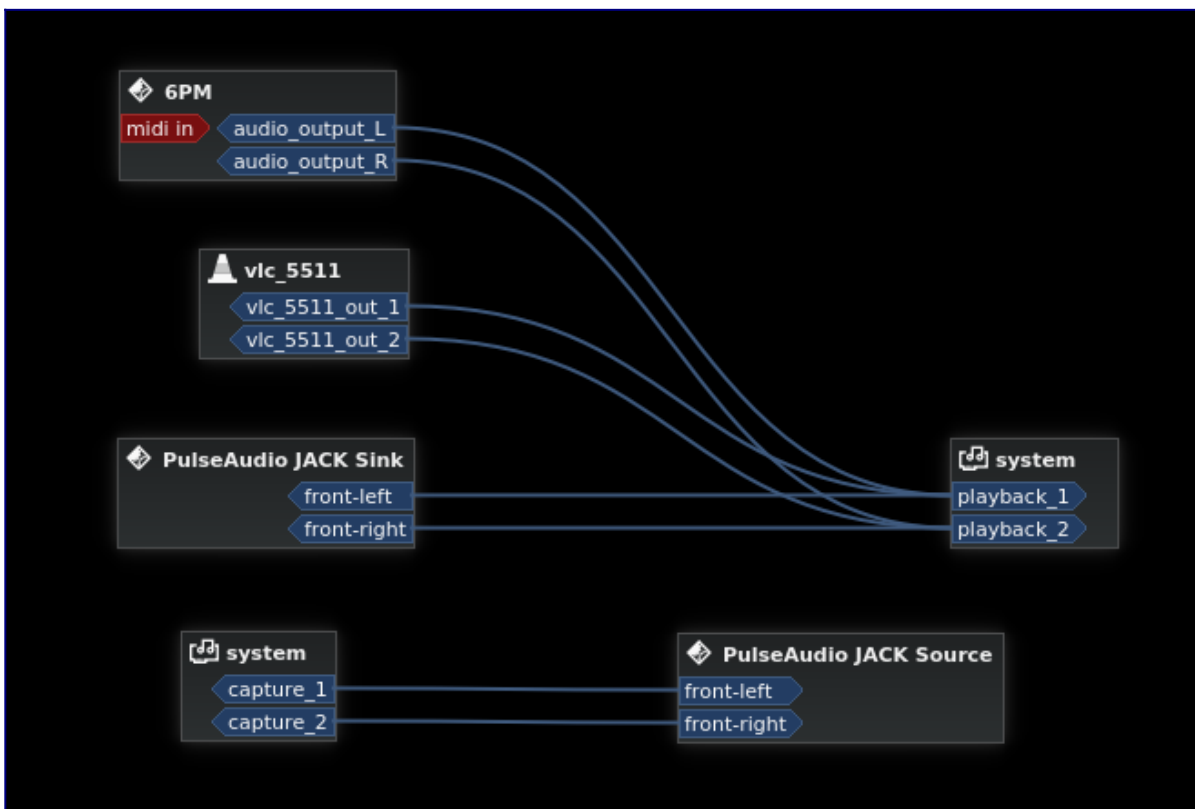 6PM
midi in
audio_output_L
audio_output_R
vlc_5511
vlc_5511_out_1
vlc_5511_out_2
PulseAudio JACK Sink
front-left
front-right
system
playback_1
playback_2
system
capture_1
capture_2
PulseAudio JACK Source
front-left
front-right